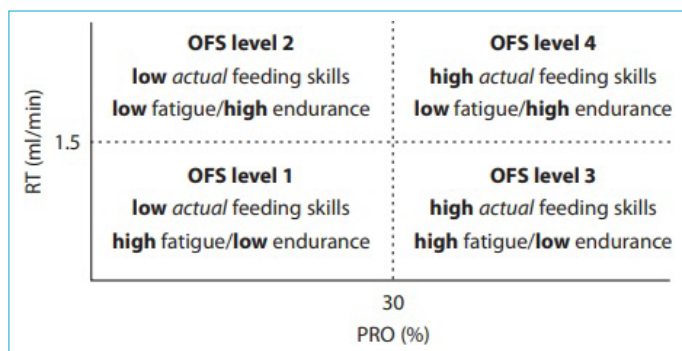 OFS level 2
low actual feeding skills
low fatigue/high endurance
OFS level 4
high actual feeding skills
low fatigue/high endurance
RT (ml/min)
1.5
OFS level 1
low actual feeding skills
high fatigue/low endurance
OFS level 3
high actual feeding skills
high fatigue/low endurance
30
PRO (%)